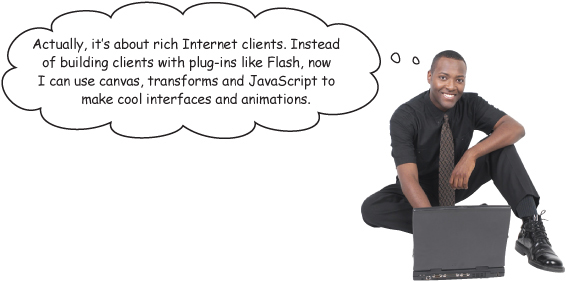 Actually, it's about rich Internet clients. Instead
of building clients with plug-ins like Flash, now
I can use canvas, transforms and JavaScript to
make cool interfaces and animations.